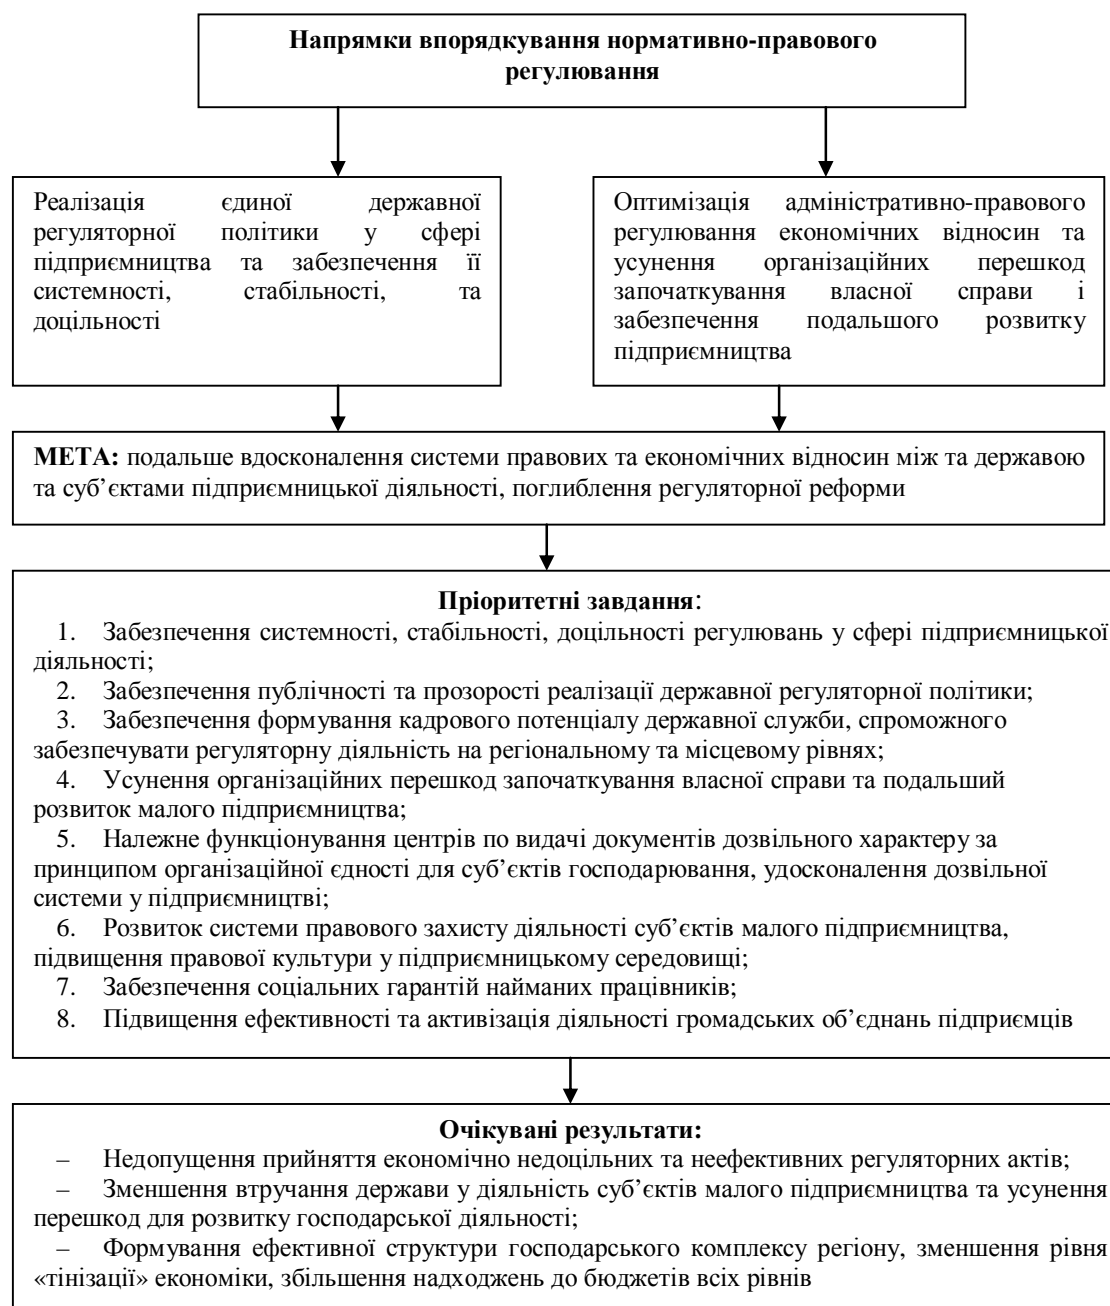 Напрямки впорядкування нормативно-правового
регулювання
Реалізація єдиної державної
регуляторної політики у сфері
підприємництва та забезпечення її
системності, стабільності, та
доцільності
Оптимізація адміністративно-правового
регулювання економічних відносин та
усунення організаційних перешкод
започаткування власної справи і
забезпечення подальшого розвитку
підприємництва
МЕТА: подальше вдосконалення системи правових та економічних відносин між та державою
та суб’єктами підприємницької діяльності, поглиблення регуляторної реформи
Пріоритетні завдання:
1. Забезпечення системності, стабільності, доцільності регулювань у сфері підприємницької
діяльності;
2. Забезпечення публічності та прозорості реалізації державної регуляторної політики;
3. Забезпечення формування кадрового потенціалу державної служби, спроможного
забезпечувати регуляторну діяльність на регіональному та місцевому рівнях;
4. Усунення організаційних перешкод започаткування власної справи та подальший
розвиток малого підприємництва;
5. Належне функціонування центрів по видачі документів дозвільного характеру за
принципом організаційної єдності для суб’єктів господарювання, удосконалення дозвільної
системи у підприємництві;
6. Розвиток системи правового захисту діяльності суб’єктів малого підприємництва,
підвищення правової культури у підприємницькому середовищі;
7. Забезпечення соціальних гарантій найманих працівників;
8. Підвищення ефективності та активізація діяльності громадських об’єднань підприємців
Очікувані результати:
– Недопущення прийняття економічно недоцільних та неефективних регуляторних актів;
– Зменшення втручання держави у діяльність суб’єктів малого підприємництва та усунення
перешкод для розвитку господарської діяльності;
– Формування ефективної структури господарського комплексу регіону, зменшення рівня
«тінізації» економіки, збільшення надходжень до бюджетів всіх рівнів